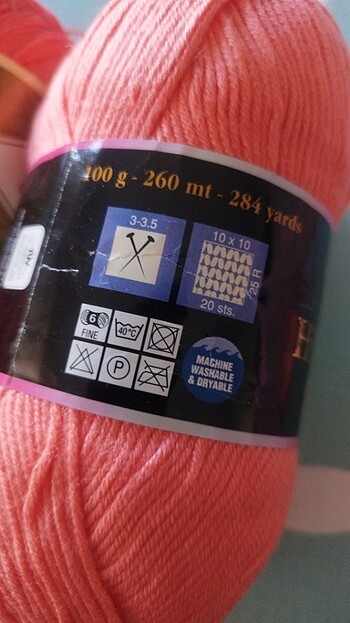 100 g - 260 mt - 284 yards
3-3.5
10 x 10
25 R
20 sts.
6
FINE
40°C
P
MACHINE
WASHABLE
& DRYABLE